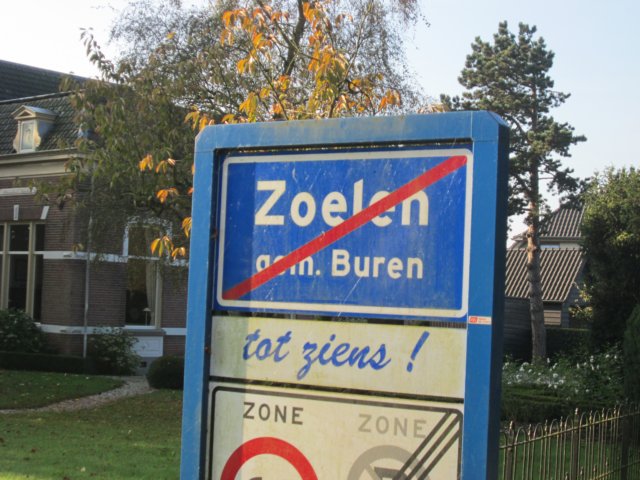 Zoelen
gem. Buren
tot ziens !
ZONE ZONE